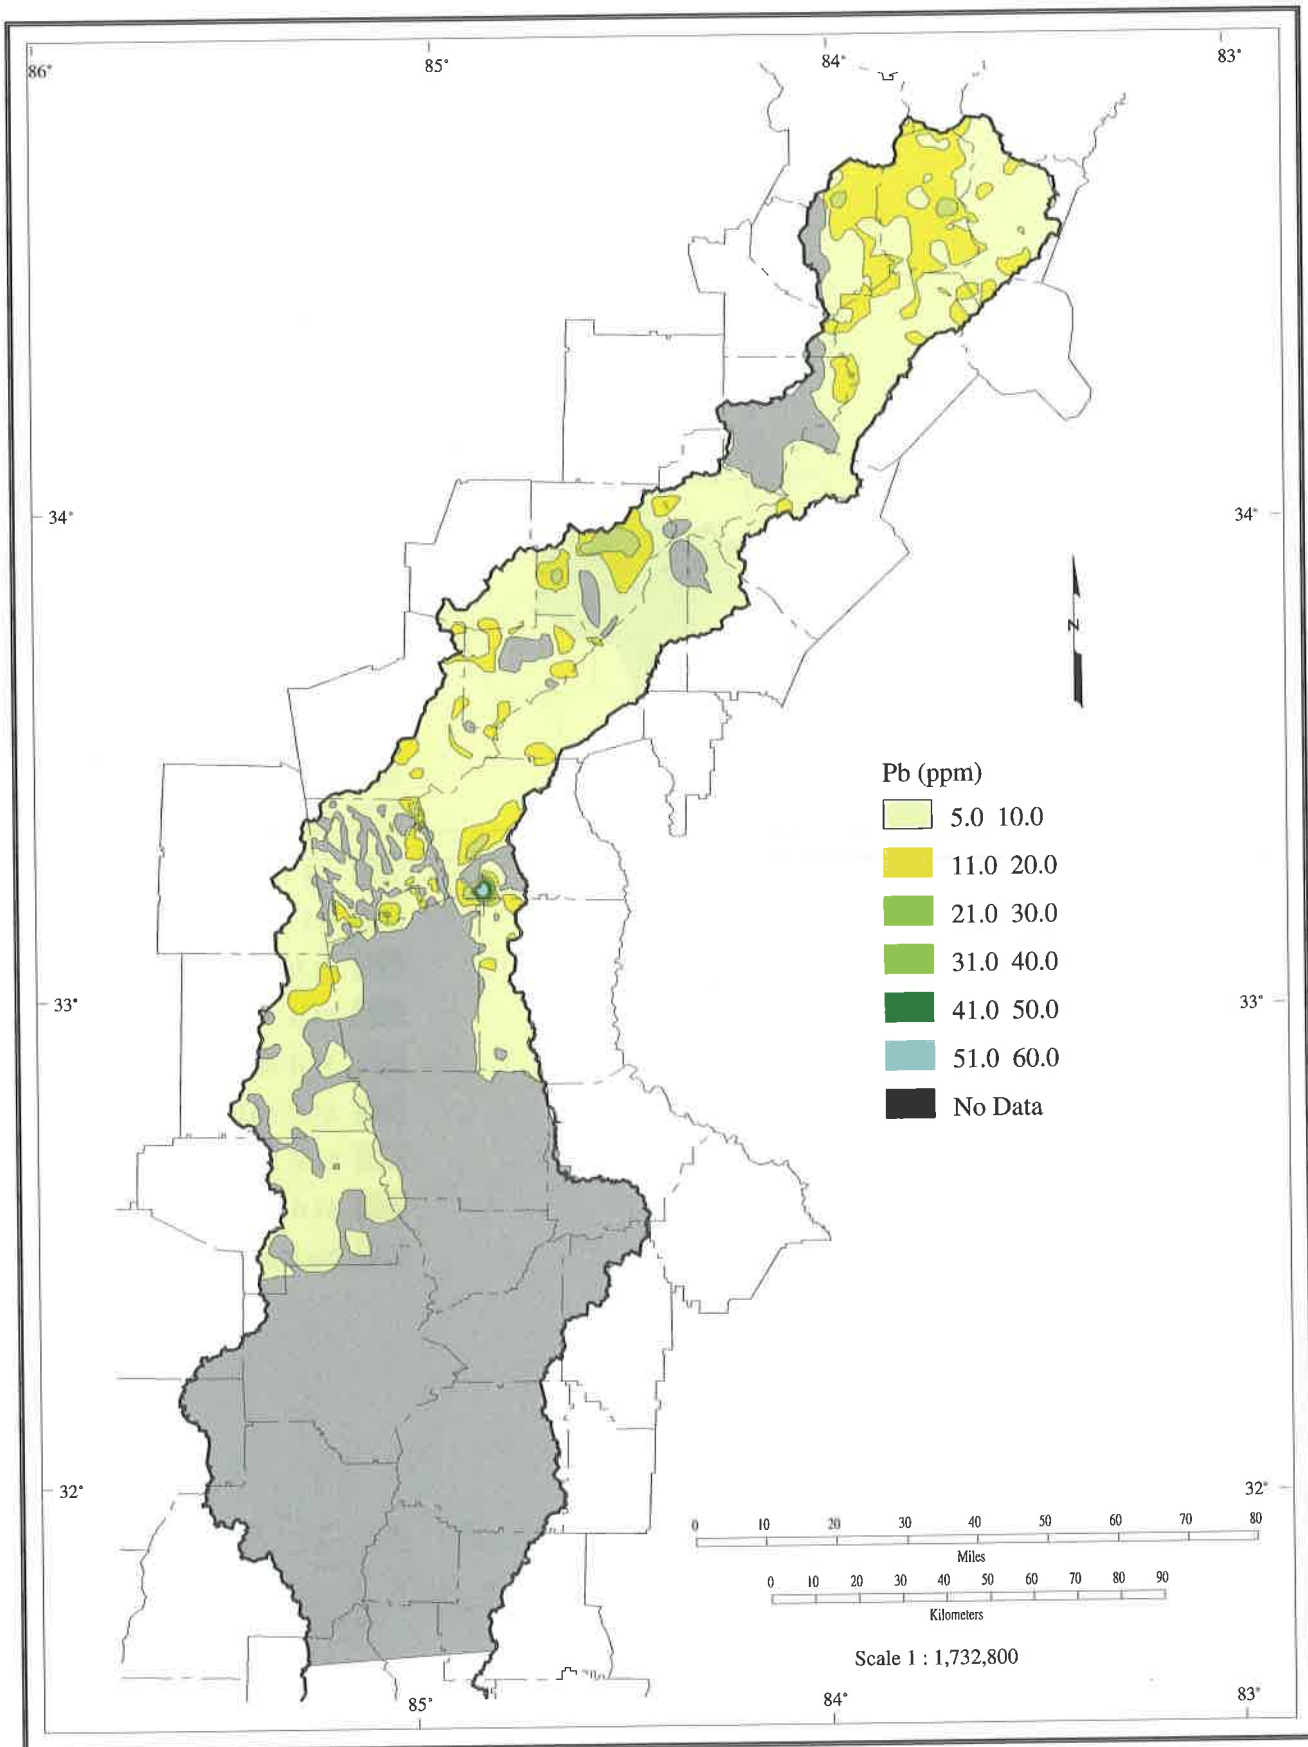 86° 85° 84° 83°
34° 34°
N
Pb (ppm)
5.0 10.0
11.0 20.0
21.0 30.0
31.0 40.0
41.0 50.0
51.0 60.0
No Data
33° 33°
32° 32°
0 10 20 30 40 50 60 70 80
Miles
0 10 20 30 40 50 60 70 80 90
Kilometers
Scale 1 : 1,732,800
85° 84° 83°